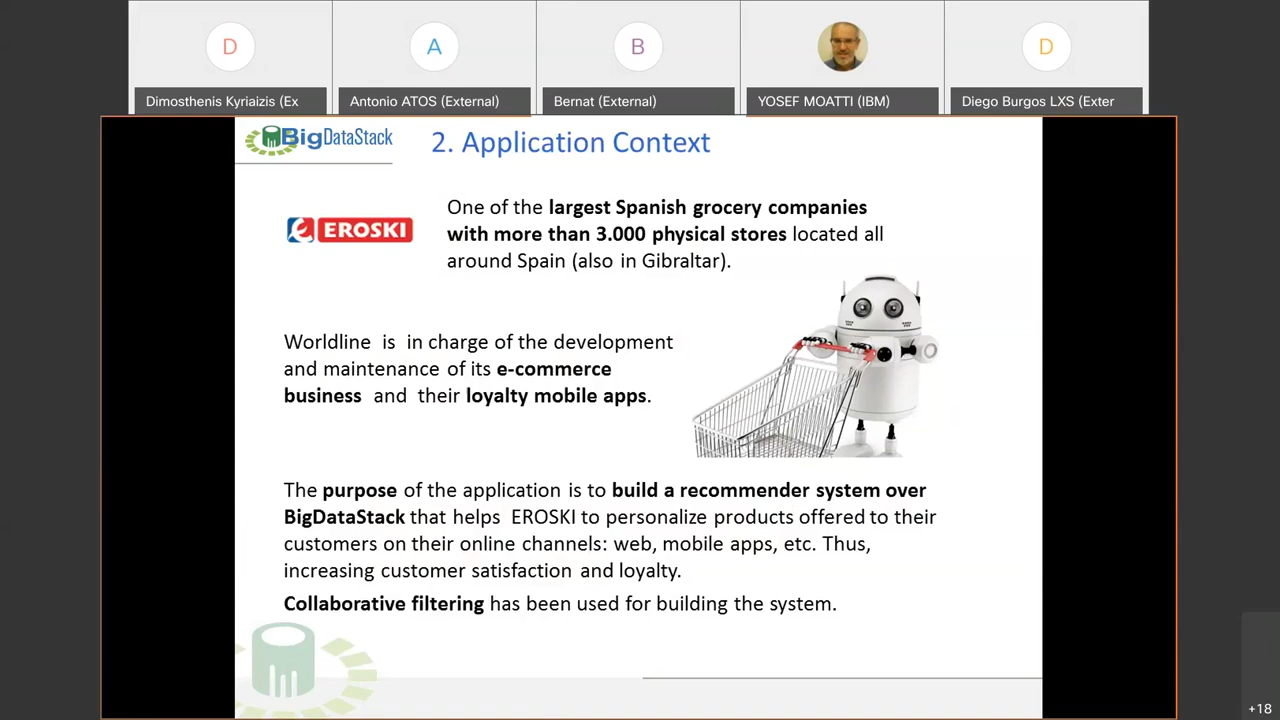 D
A
B
D
Dimosthenis Kyriaizis (Ex
Antonio ATOS (External)
Bernat (External)
YOSEF MOATTI (IBM)
Diego Burgos LXS (Exter
BigDataStack
2. Application Context
EROSKI
One of the largest Spanish grocery companies
with more than 3.000 physical stores located all
around Spain (also in Gibraltar).
Worldline is in charge of the development
and maintenance of its e-commerce
business and their loyalty mobile apps.
The purpose of the application is to build a recommender system over
BigDataStack that helps EROSKI to personalize products offered to their
customers on their online channels: web, mobile apps, etc. Thus,
increasing customer satisfaction and loyalty.
Collaborative filtering has been used for building the system.
+18